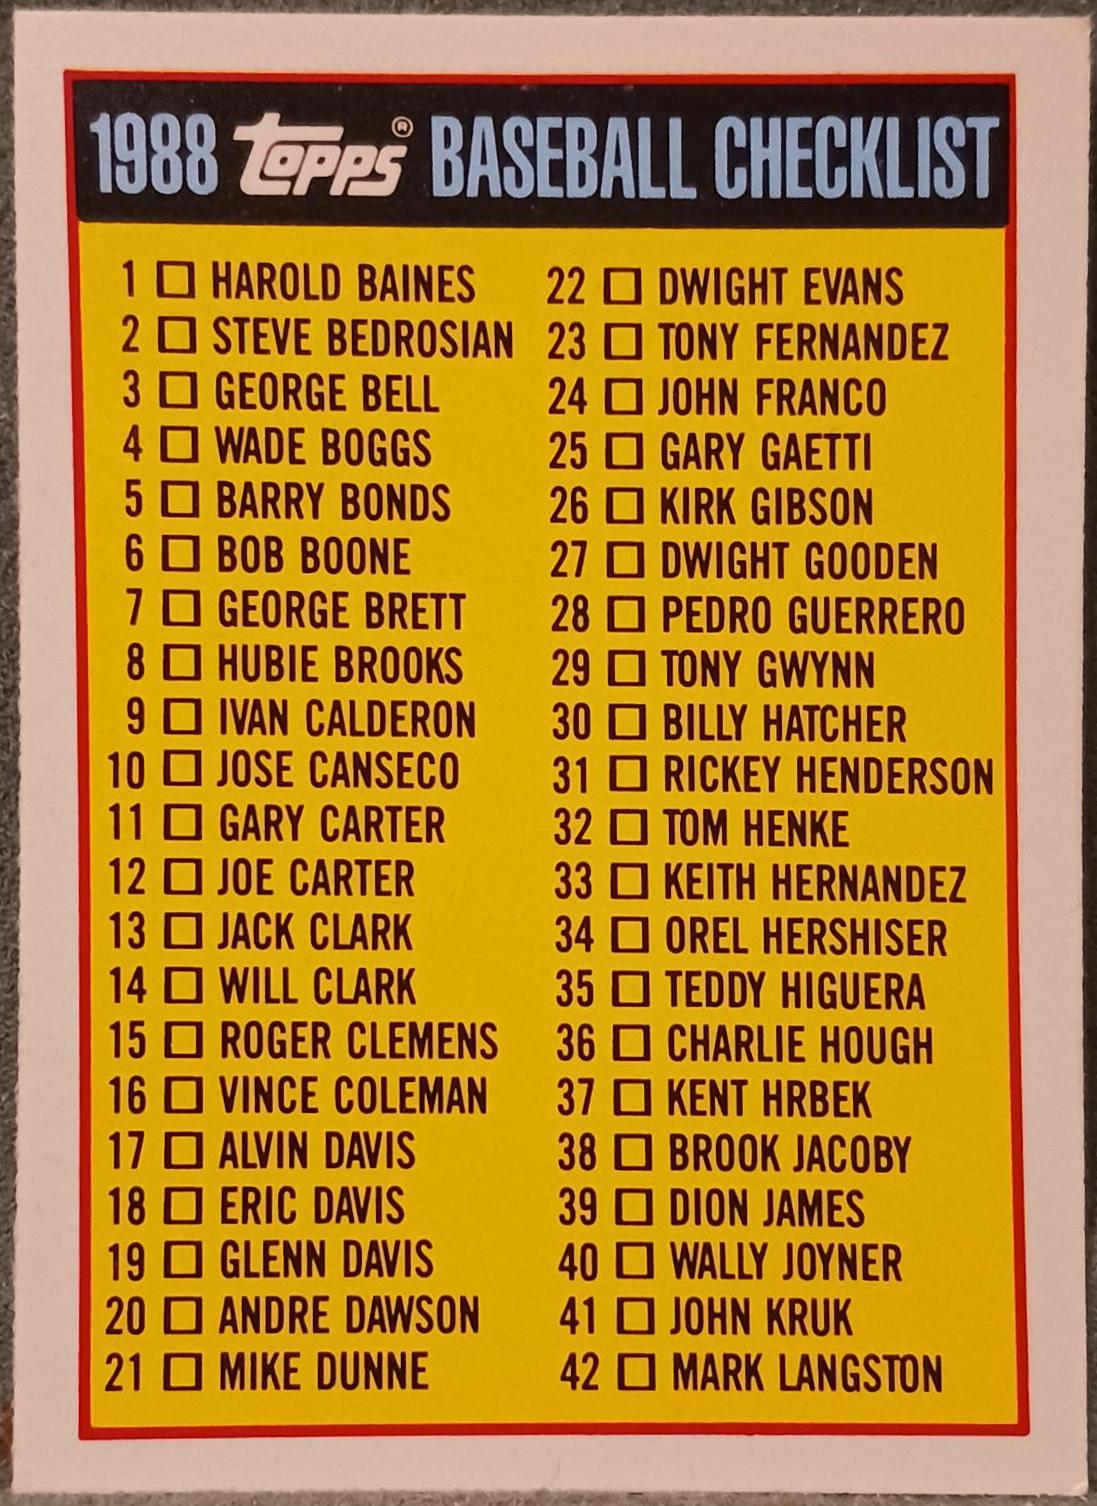 1988 Topps® BASEBALL CHECKLIST
1 HAROLD BAINES
2 STEVE BEDROSIAN
3 GEORGE BELL
4 WADE BOGGS
5 BARRY BONDS
6 BOB BOONE
7 GEORGE BRETT
8 HUBIE BROOKS
9 IVAN CALDERON
10 JOSE CANSECO
11 GARY CARTER
12 JOE CARTER
13 JACK CLARK
14 WILL CLARK
15 ROGER CLEMENS
16 VINCE COLEMAN
17 ALVIN DAVIS
18 ERIC DAVIS
19 GLENN DAVIS
20 ANDRE DAWSON
21 MIKE DUNNE
22 DWIGHT EVANS
23 TONY FERNANDEZ
24 JOHN FRANCO
25 GARY GAETTI
26 KIRK GIBSON
27 DWIGHT GOODEN
28 PEDRO GUERRERO
29 TONY GWYNN
30 BILLY HATCHER
31 RICKEY HENDERSON
32 TOM HENKE
33 KEITH HERNANDEZ
34 OREL HERSHISER
35 TEDDY HIGUERA
36 CHARLIE HOUGH
37 KENT HRBEK
38 BROOK JACOBY
39 DION JAMES
40 WALLY JOYNER
41 JOHN KRUK
42 MARK LANGSTON